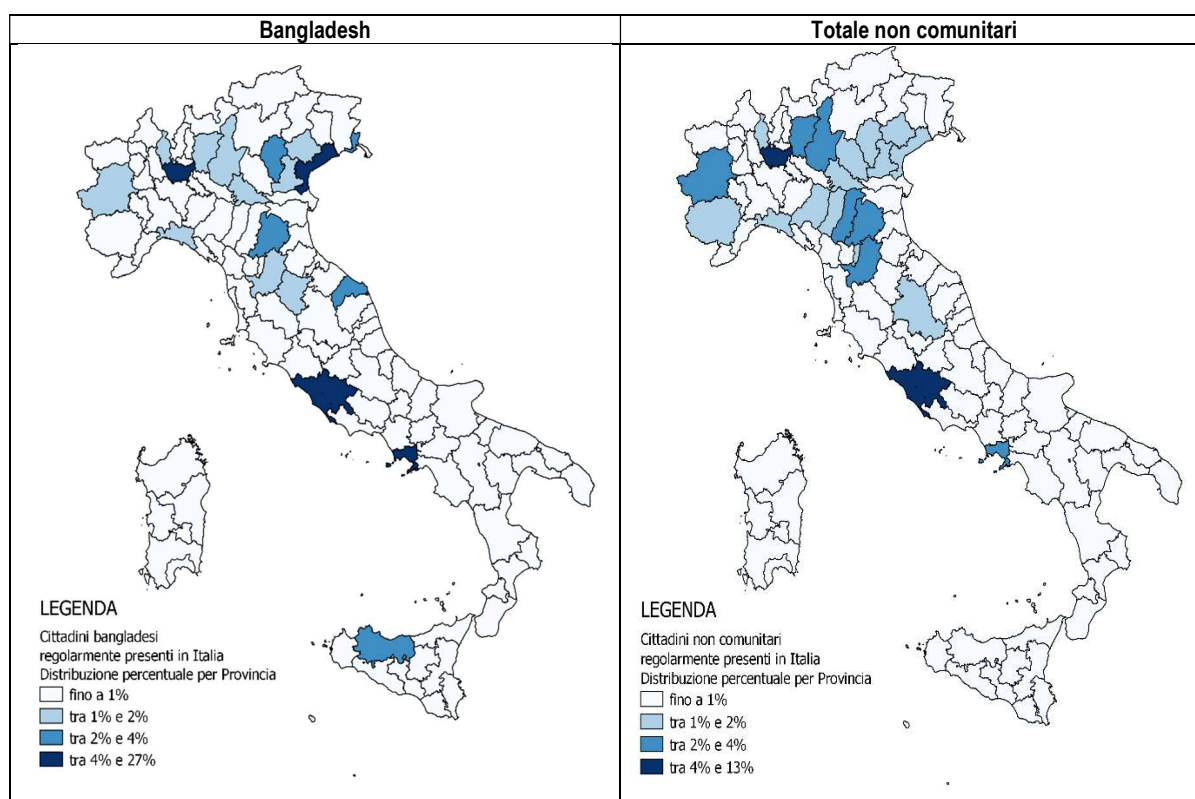 Bangladesh
Totale non comunitari
LEGENDA
Cittadini bangladesi
regolarmente presenti in Italia
Distribuzione percentuale per Provincia
fino a 1%
tra 1% e 2%
tra 2% e 4%
tra 4% e 27%
LEGENDA
Cittadini non comunitari
regolarmente presenti in Italia
Distribuzione percentuale per Provincia
fino a 1%
tra 1% e 2%
tra 2% e 4%
tra 4% e 13%